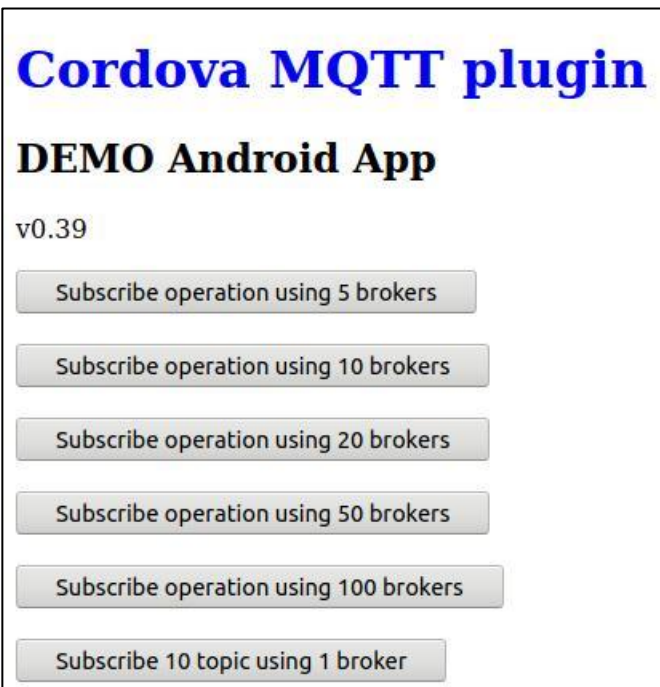 Cordova MQTT plugin
DEMO Android App
v0.39
Subscribe operation using 5 brokers
Subscribe operation using 10 brokers
Subscribe operation using 20 brokers
Subscribe operation using 50 brokers
Subscribe operation using 100 brokers
Subscribe 10 topic using 1 broker